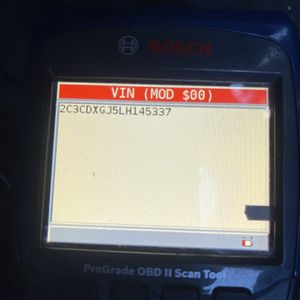 BOSCH
VIN (MOD $00)
2C3CDXGJ5LH145337
ProGrade OBD II Scan Tool